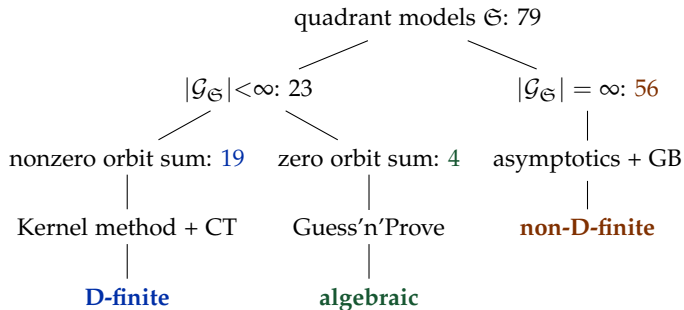 quadrant models 𝔖: 79
|𝒢_𝔖|<∞: 23
|𝒢_𝔖| = ∞: 56
nonzero orbit sum: 19
zero orbit sum: 4
asymptotics + GB
Kernel method + CT
Guess'n'Prove
non-D-finite
D-finite
algebraic